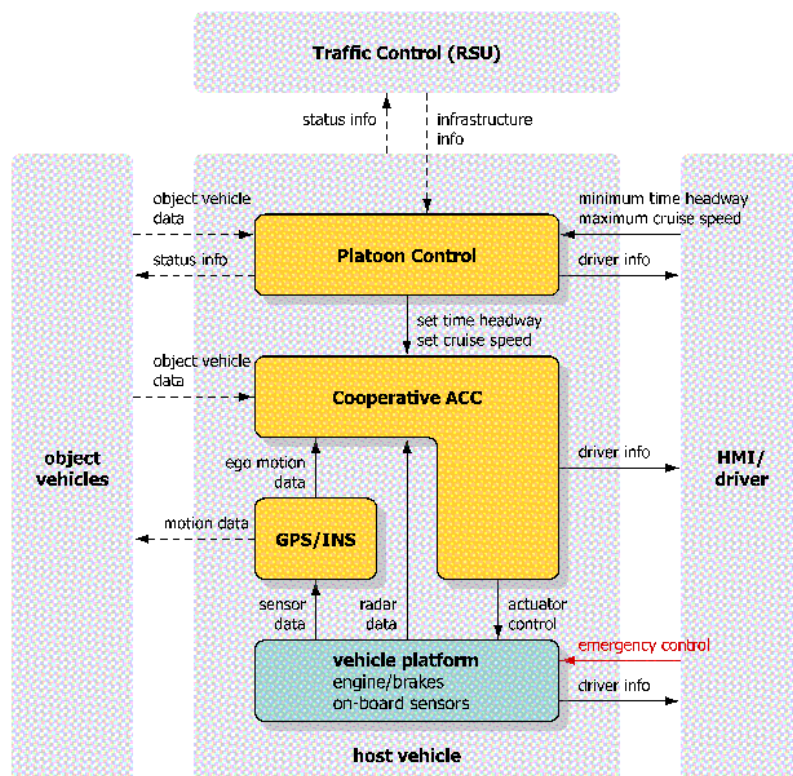 Traffic Control (RSU)
status info
infrastructure
info
object vehicle
data
minimum time headway
maximum cruise speed
Platoon Control
status info
driver info
set time headway
set cruise speed
object vehicle
data
Cooperative ACC
object
vehicles
ego motion
data
driver info
HMI/
driver
motion data
GPS/INS
sensor
data
radar
data
actuator
control
emergency control
vehicle platform
engine/brakes
on-board sensors
driver info
host vehicle